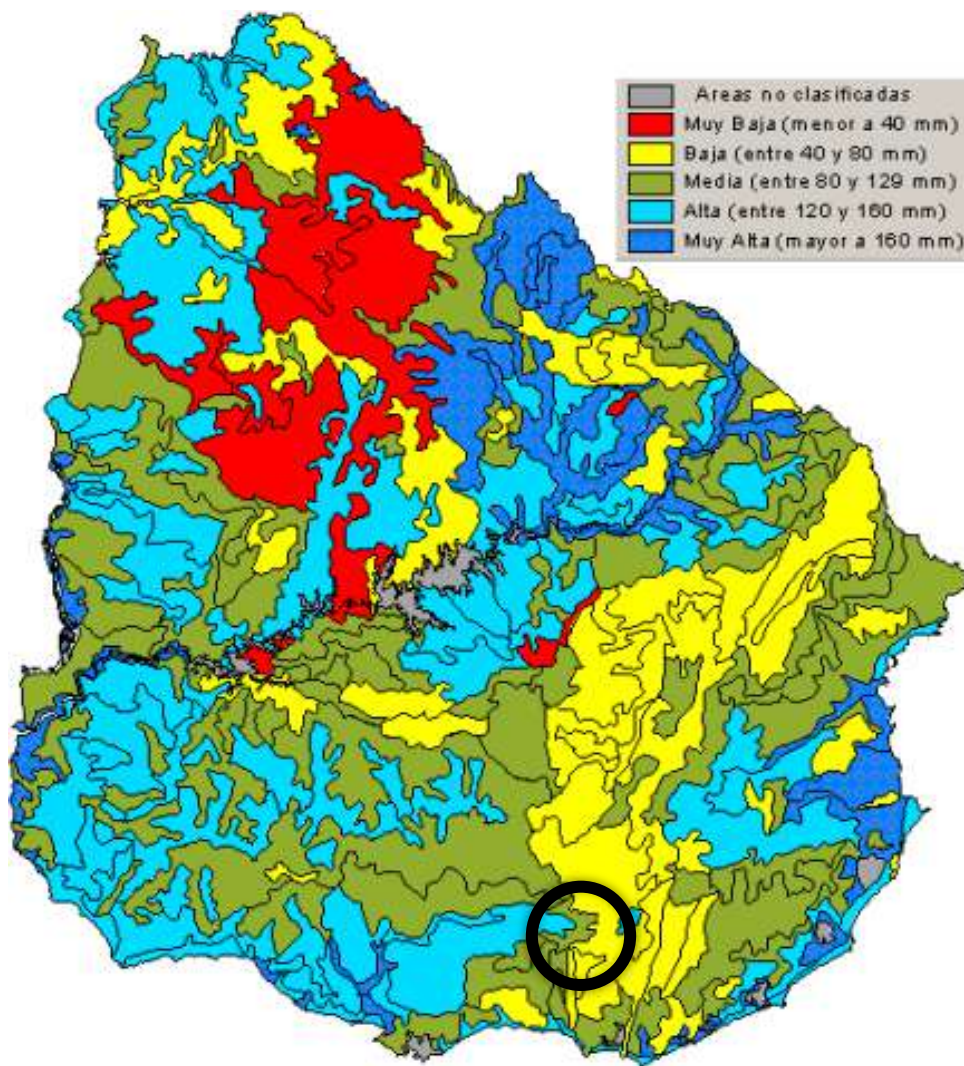 Areas no clasificadas
Muy Baja (menor a 40 mm)
Baja (entre 40 y 80 mm)
Media (entre 80 y 129 mm)
Alta (entre 120 y 160 mm)
Muy Alta (mayor a 160 mm)